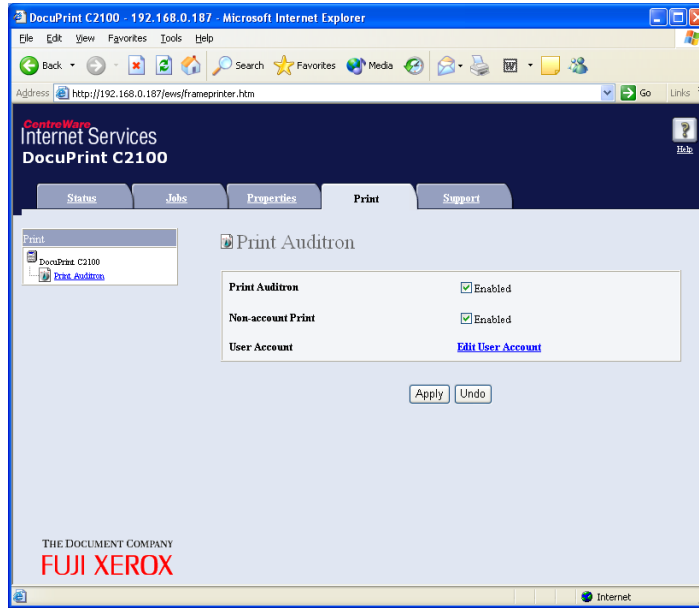 DocuPrint C2100 - 192.168.0.187 - Microsoft Internet Explorer
File Edit View Favorites Tools Help
Back Search Favorites Media
Address http://192.168.0.187/ews/frameprinter.htm Go Links
CentreWare
Internet Services
DocuPrint C2100
Help
Status Jobs Properties Print Support
Print
DocuPrint C2100
Print Auditron
Print Auditron
Print Auditron Enabled
Non-account Print Enabled
User Account Edit User Account
Apply Undo
THE DOCUMENT COMPANY
FUJI XEROX
Internet